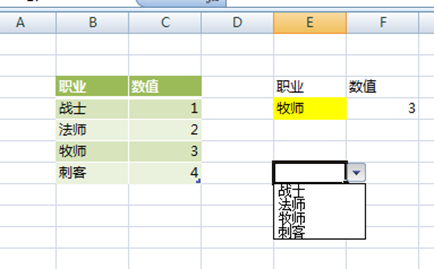 A B C D E F
职业 数值 职业 数值
战士 1 牧师 3
法师 2
牧师 3
刺客 4
战士
法师
牧师
刺客